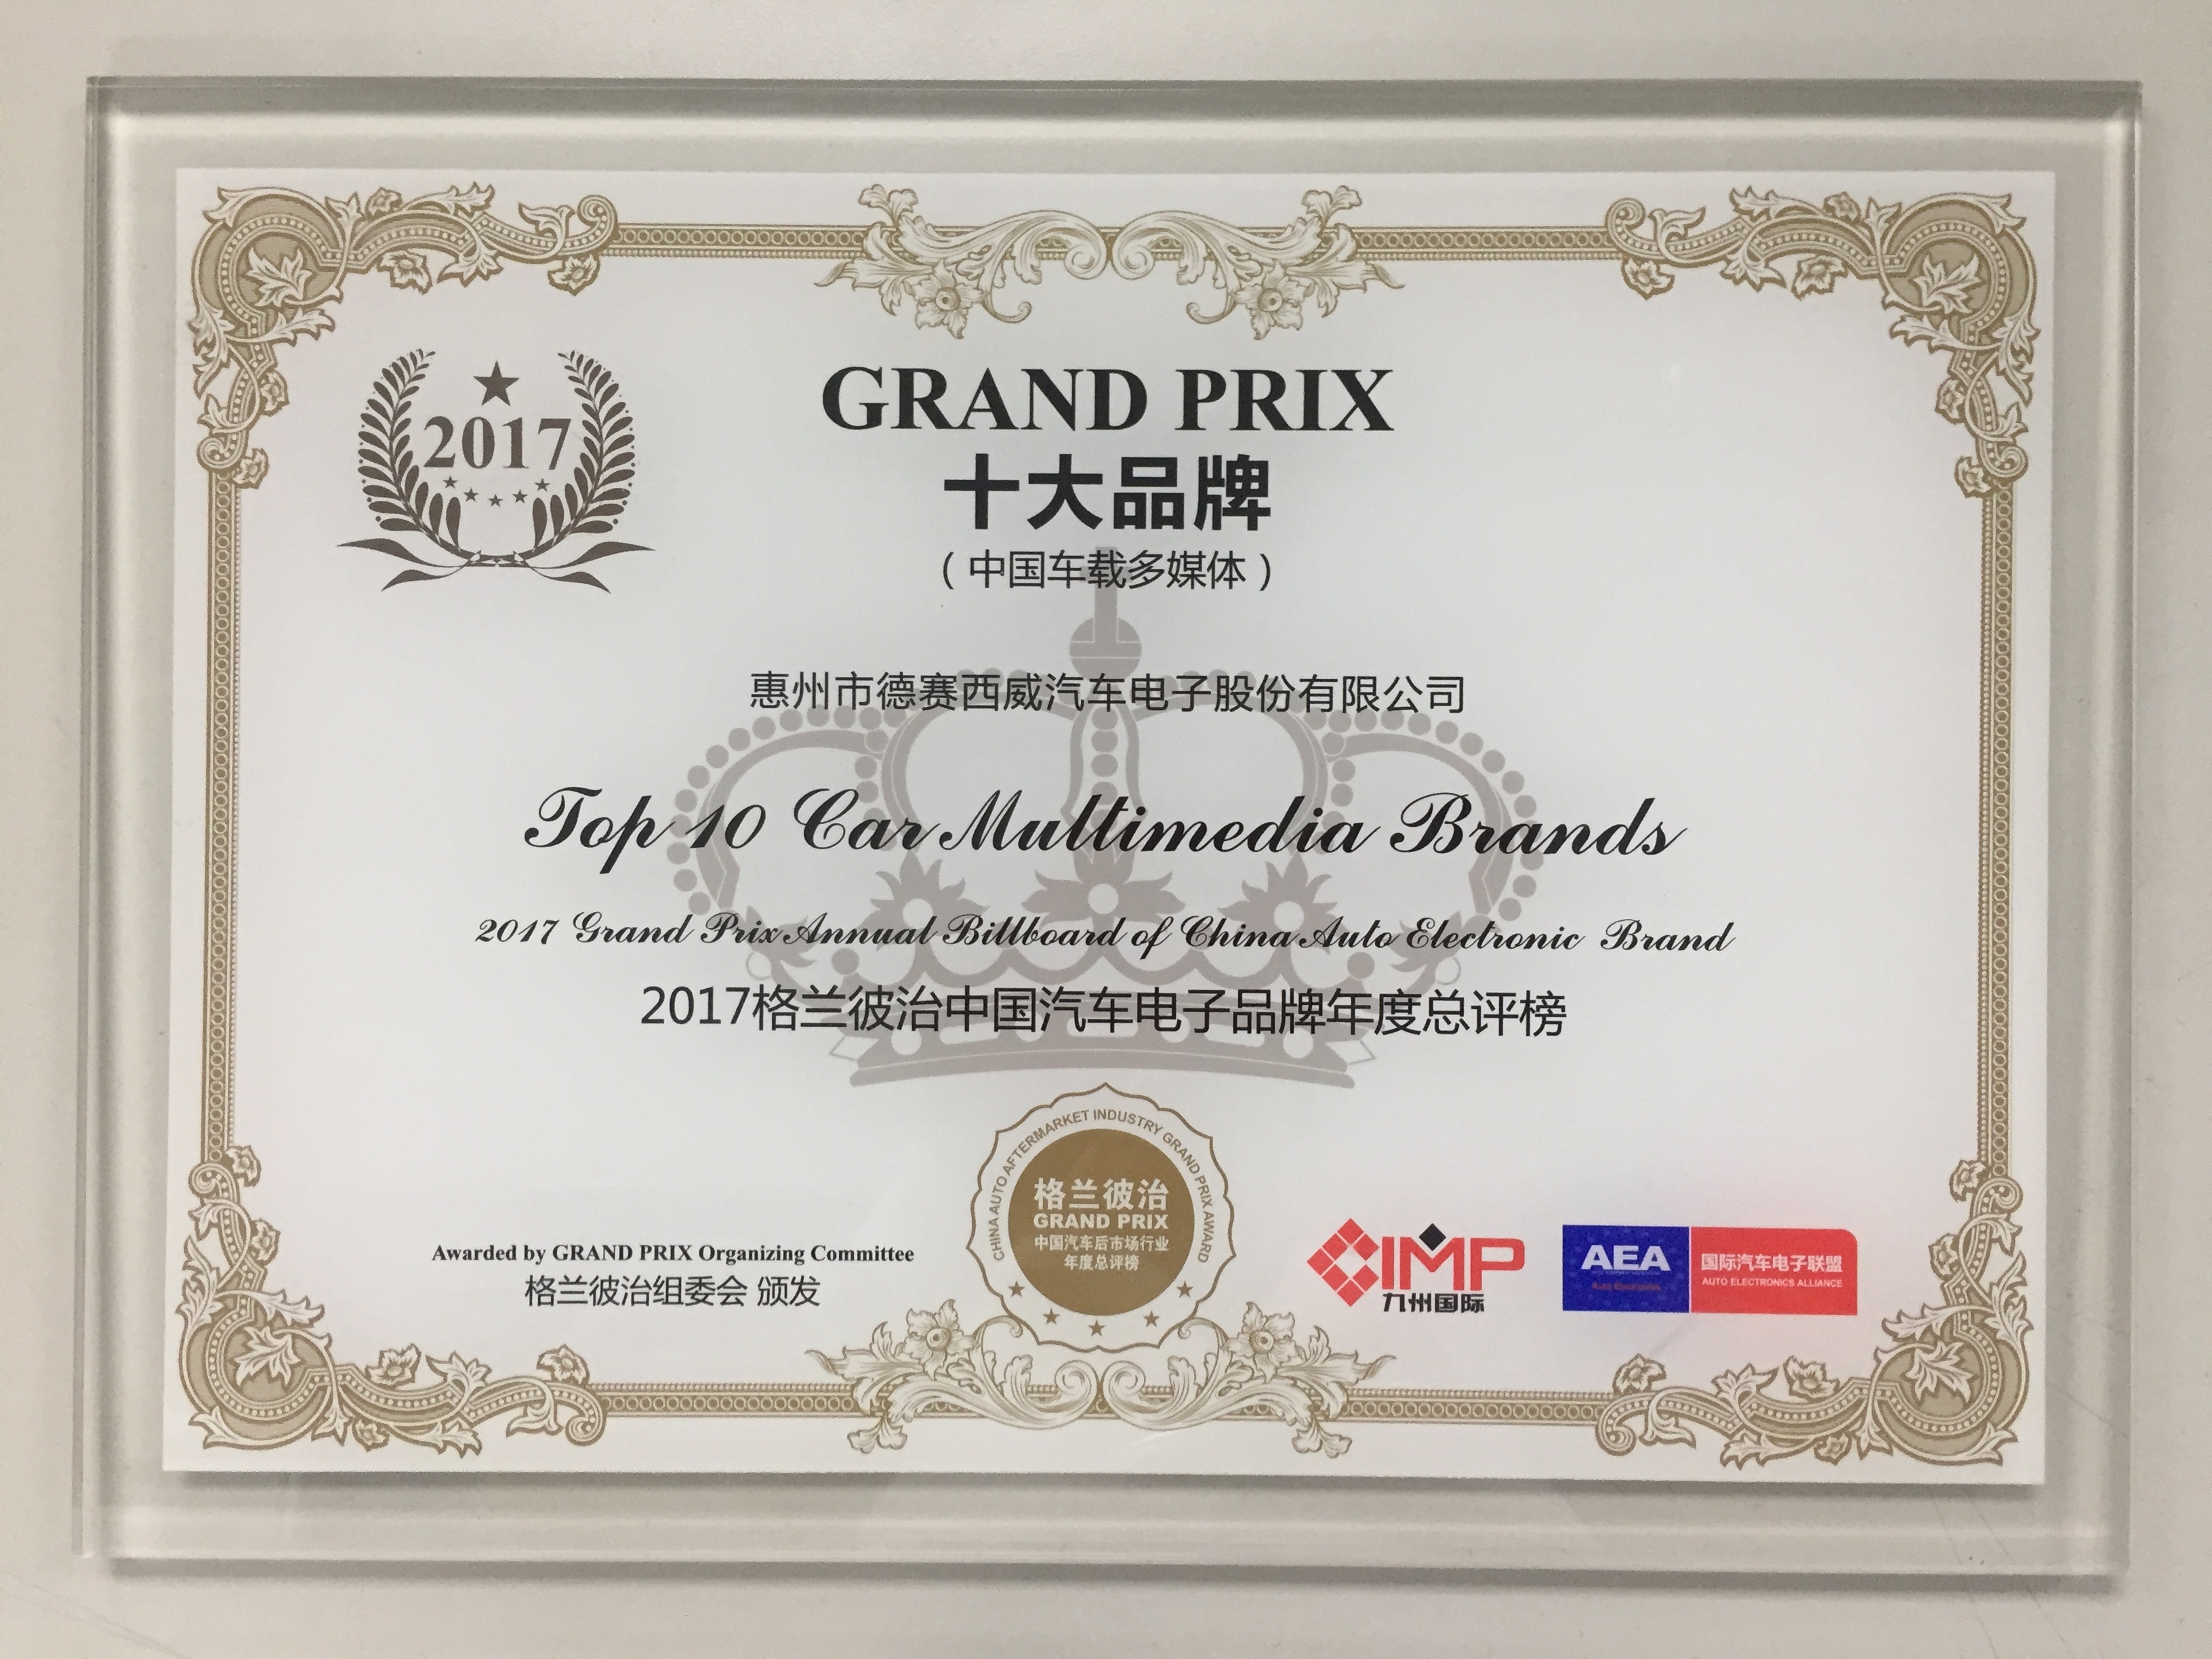 2017
GRAND PRIX
十大品牌
（中国车载多媒体）
惠州市德赛西威汽车电子股份有限公司
Top 10 Car Multimedia Brands
2017 Grand Prix Annual Billboard of China Auto Electronic Brand
2017格兰彼治中国汽车电子品牌年度总评榜
CHINA AUTO AFTERMARKET INDUSTRY GRAND PRIX AWARD
格兰彼治
GRAND PRIX
中国汽车后市场行业
年度总评榜
Awarded by GRAND PRIX Organizing Committee
格兰彼治组委会 颁发
CIMP
九州国际
AEA
国际汽车电子联盟
AUTO ELECTRONICS ALLIANCE